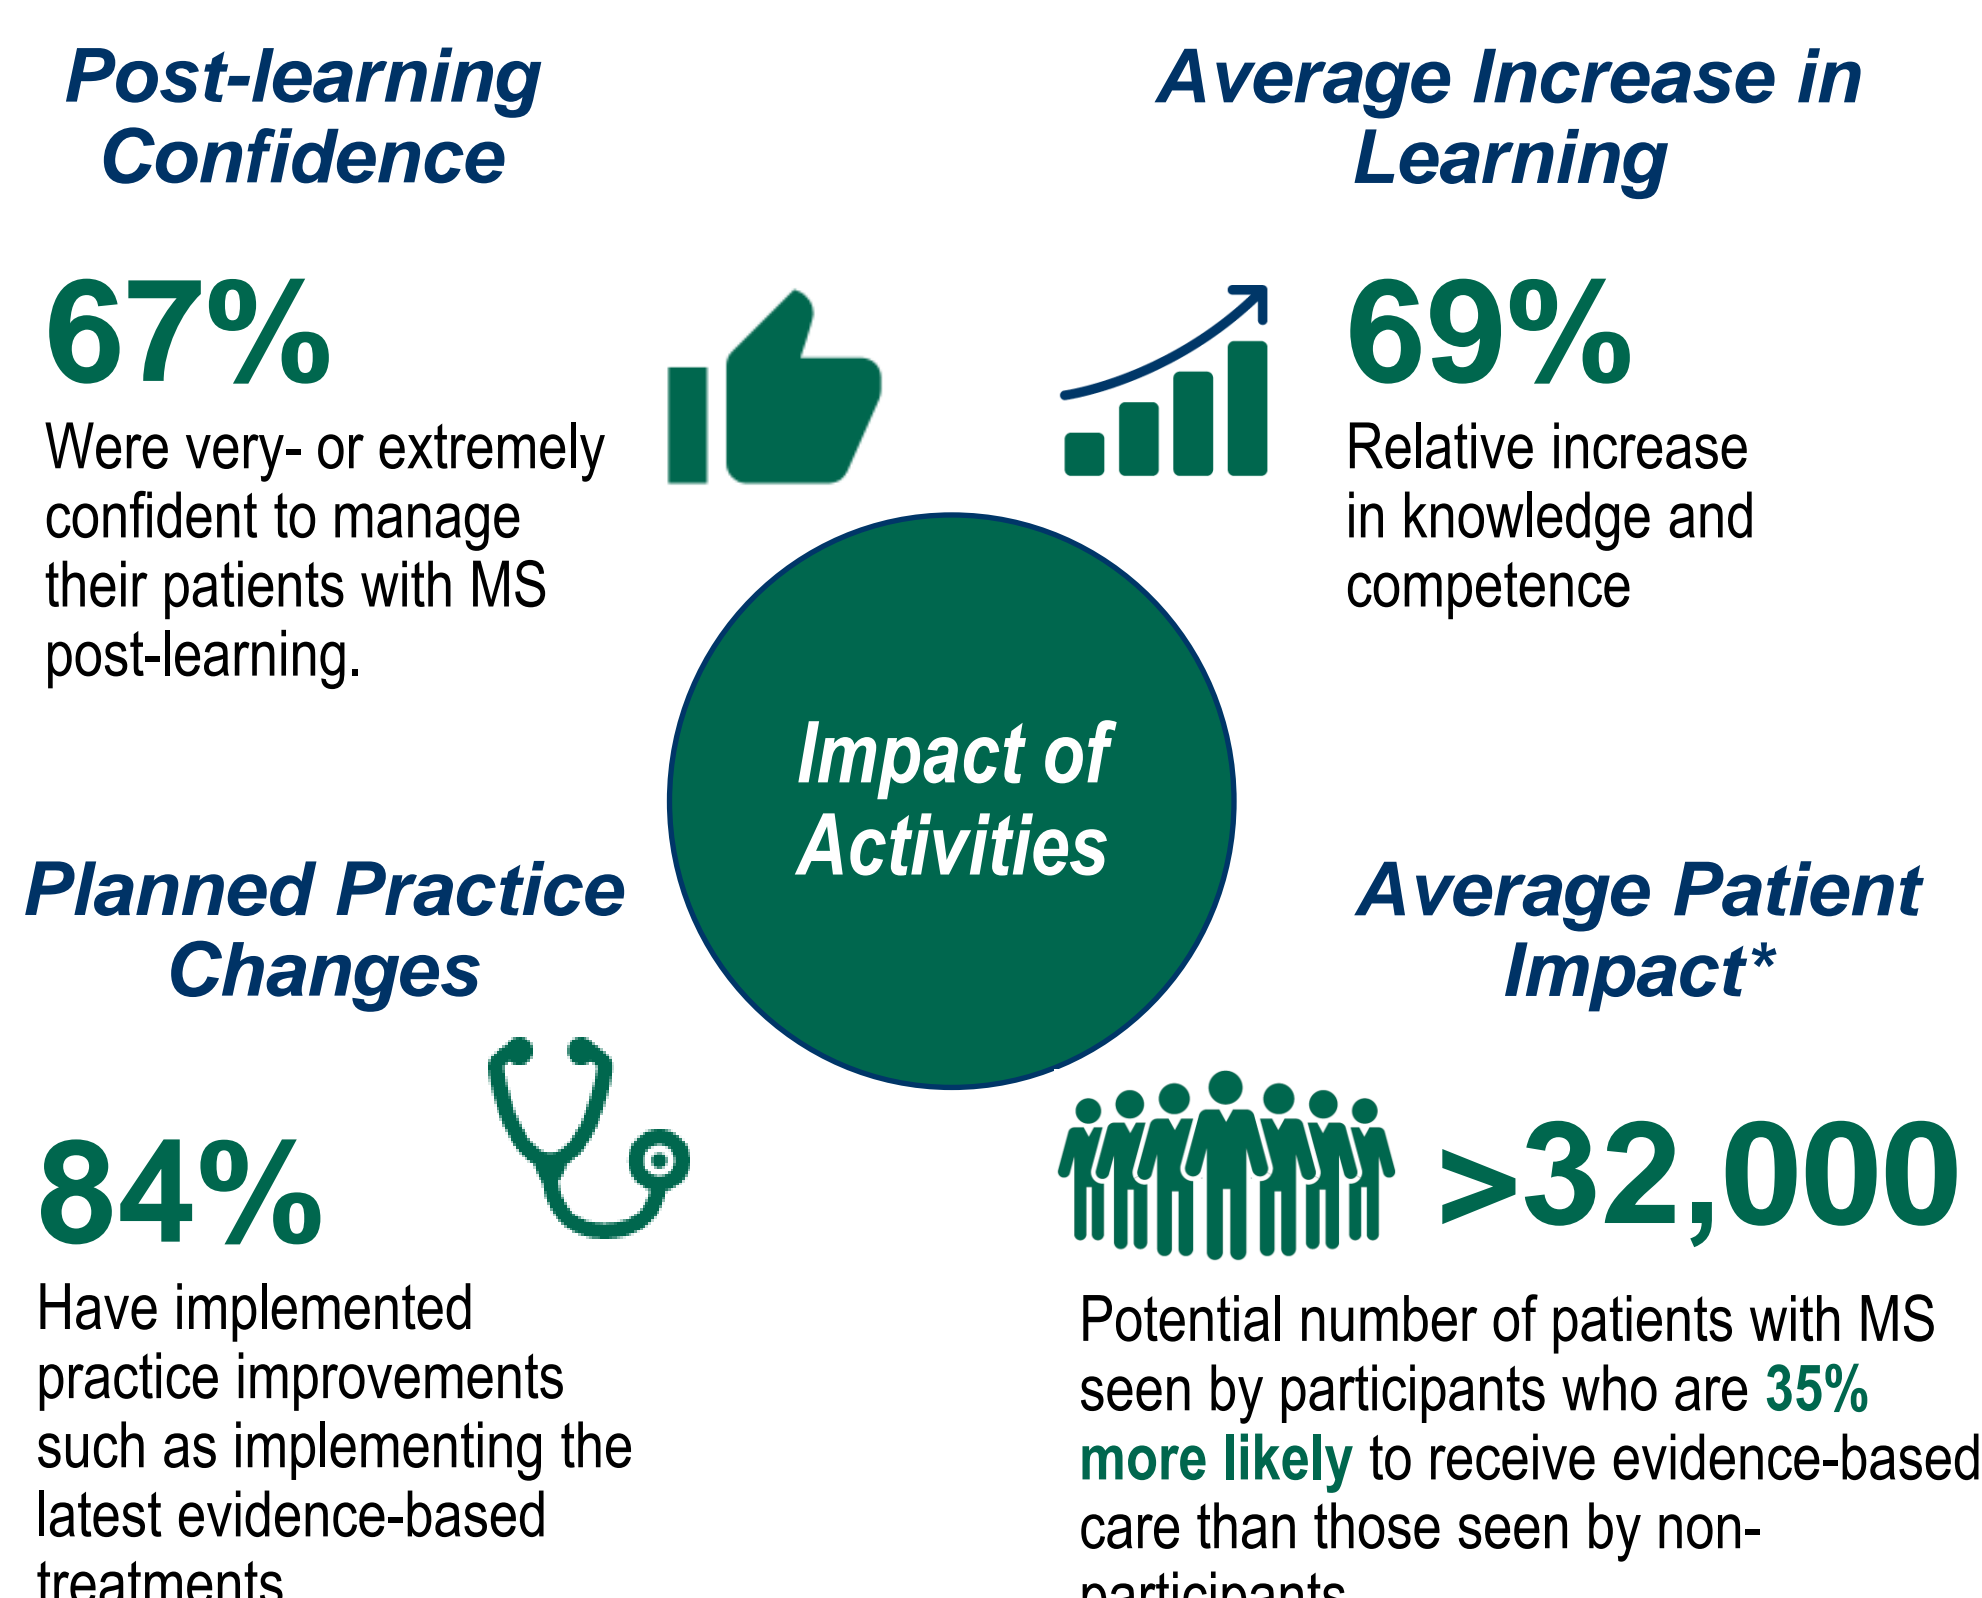 Post-learning
Confidence
67%
Were very- or extremely
confident to manage
their patients with MS
post-learning.
Average Increase in
Learning
69%
Relative increase
in knowledge and
competence
Impact of
Activities
Planned Practice
Changes
84%
Have implemented
practice improvements
such as implementing the
latest evidence-based
treatments
Average Patient
Impact*
>32,000
Potential number of patients with MS
seen by participants who are 35%
more likely to receive evidence-based
care than those seen by non-
participants